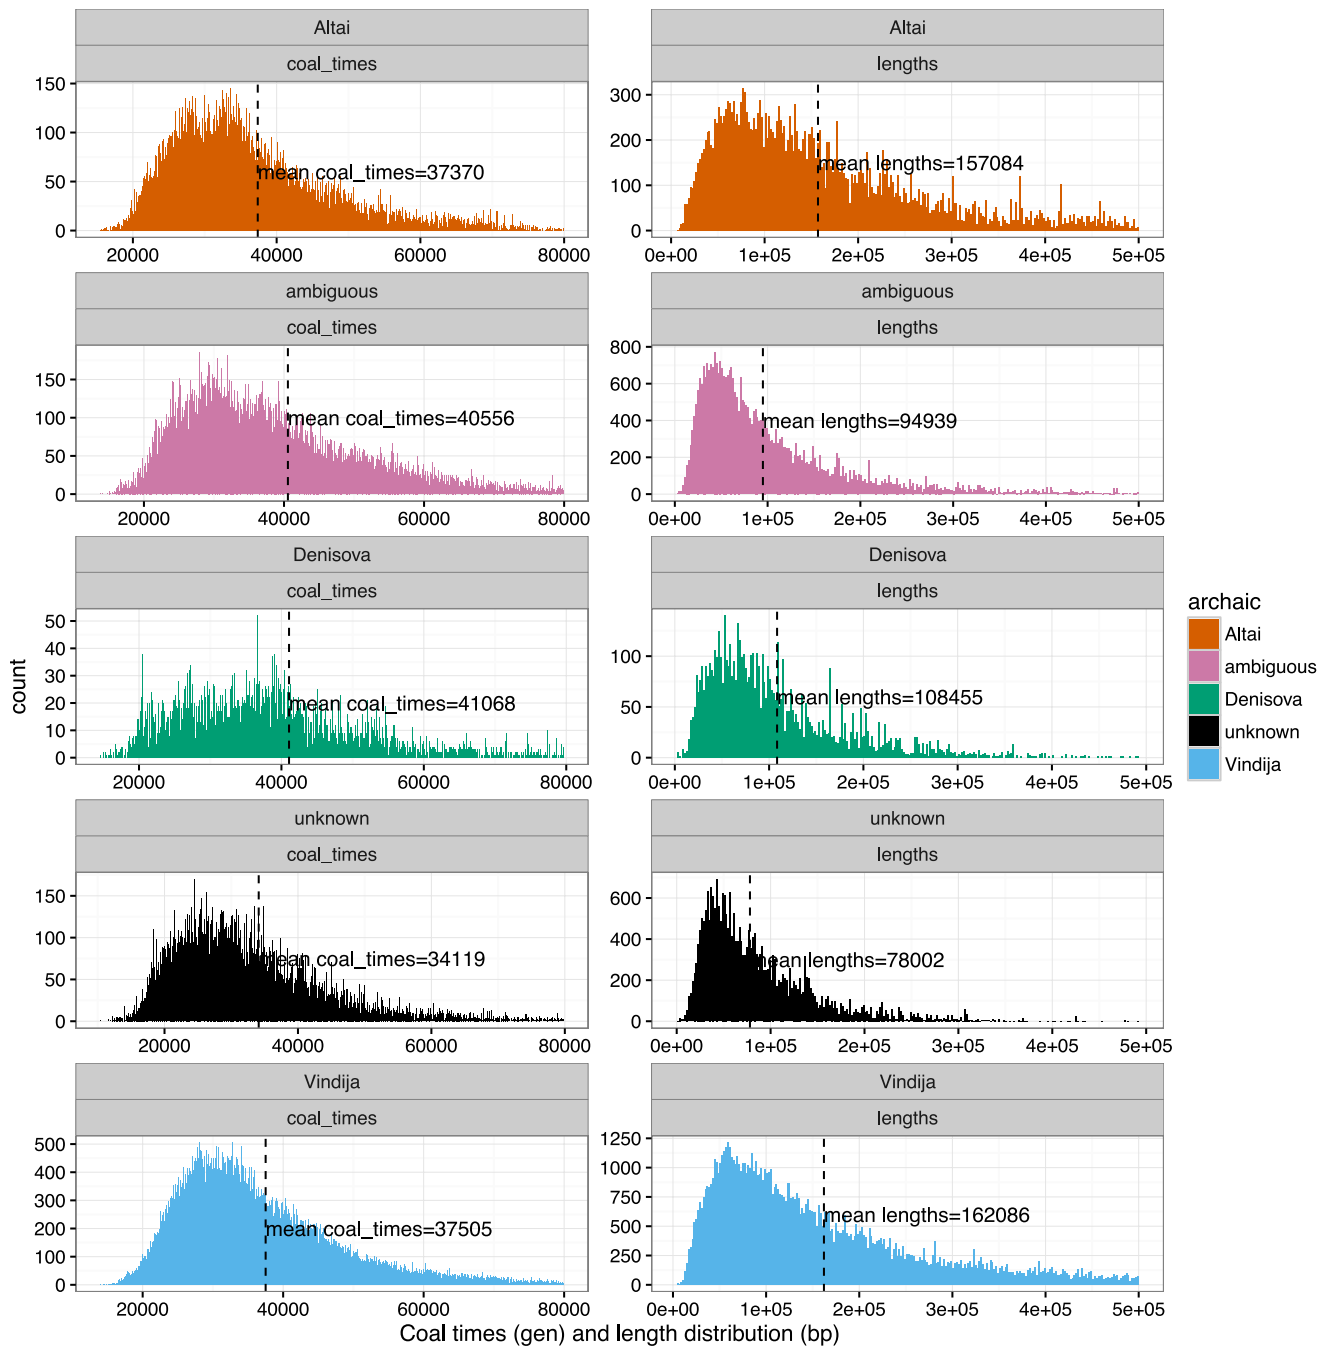 Altai
coal_times
150
100
50
0
mean coal_times=37370
20000 40000 60000 80000
Altai
lengths
300
200
100
0
mean lengths=157084
0e+00 1e+05 2e+05 3e+05 4e+05 5e+05
ambiguous
coal_times
150
100
50
0
mean coal_times=40556
20000 40000 60000 80000
ambiguous
lengths
800
600
400
200
0
mean lengths=94939
0e+00 1e+05 2e+05 3e+05 4e+05 5e+05
Denisova
coal_times
50
40
30
20
10
0
mean coal_times=41068
20000 40000 60000 80000
Denisova
lengths
100
50
0
mean lengths=108455
0e+00 1e+05 2e+05 3e+05 4e+05 5e+05
unknown
coal_times
150
100
50
0
mean coal_times=34119
20000 40000 60000 80000
unknown
lengths
600
400
200
0
mean lengths=78002
0e+00 1e+05 2e+05 3e+05 4e+05 5e+05
Vindija
coal_times
500
400
300
200
100
0
mean coal_times=37505
20000 40000 60000 80000
Vindija
lengths
1250
1000
750
500
250
0
mean lengths=162086
0e+00 1e+05 2e+05 3e+05 4e+05 5e+05
count
Coal times (gen) and length distribution (bp)
archaic
Altai
ambiguous
Denisova
unknown
Vindija